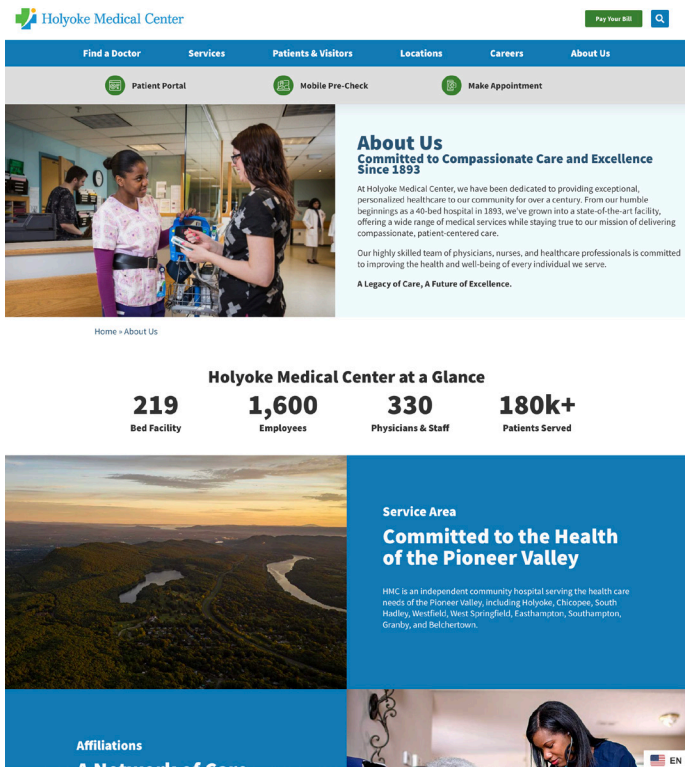 Holyoke Medical Center
Pay Your Bill
Find a Doctor
Services
Patients & Visitors
Locations
Careers
About Us
Patient Portal
Mobile Pre-Check
Make Appointment
About Us
Committed to Compassionate Care and Excellence
Since 1893
At Holyoke Medical Center, we have been dedicated to providing exceptional,
personalized healthcare to our community for over a century. From our humble
beginnings as a 40-bed hospital in 1893, we've grown into a state-of-the-art facility,
offering a wide range of medical services while staying true to our mission of delivering
compassionate, patient-centered care.
Our highly skilled team of physicians, nurses, and healthcare professionals is committed
to improving the health and well-being of every individual we serve.
A Legacy of Care, A Future of Excellence.
Home » About Us
Holyoke Medical Center at a Glance
219
Bed Facility
1,600
Employees
330
Physicians & Staff
180k+
Patients Served
Service Area
Committed to the Health
of the Pioneer Valley
HMC is an independent community hospital serving the health care
needs of the Pioneer Valley, including Holyoke, Chicopee, South
Hadley, Westfield, West Springfield, Easthampton, Southampton,
Granby, and Belchertown.
Affiliations
A Network of Care
EN